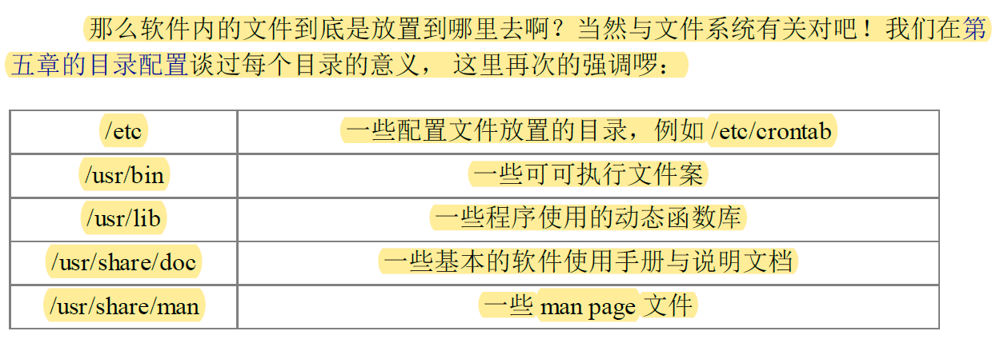 那么软件内的文件到底是放置到哪里去啊？当然与文件系统有关对吧！我们在第
五章的目录配置谈过每个目录的意义， 这里再次的强调啰：
/etc 一些配置文件放置的目录，例如 /etc/crontab
/usr/bin 一些可可执行文件案
/usr/lib 一些程序使用的动态函数库
/usr/share/doc 一些基本的软件使用手册与说明文档
/usr/share/man 一些 man page 文件